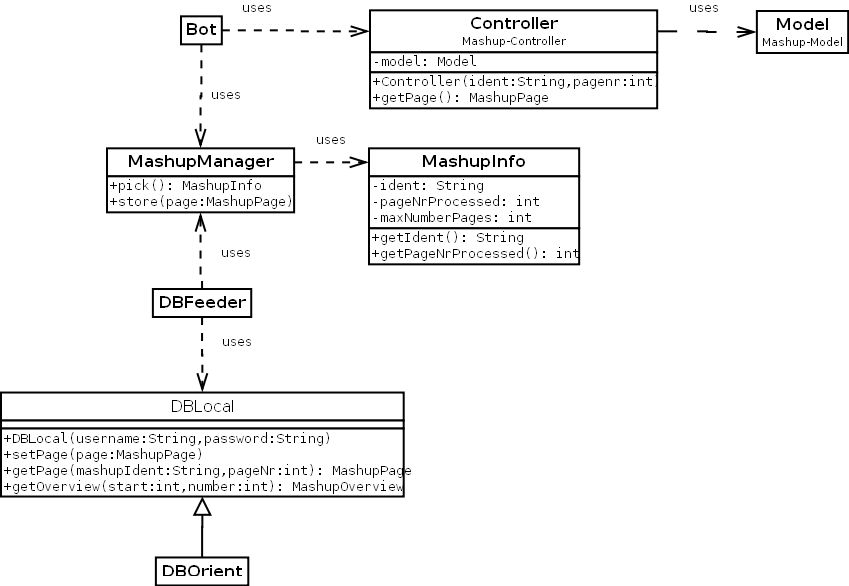 uses
uses
Bot
Controller
Mashup-Controller
Model
Mashup-Model
-model: Model
+Controller(ident:String,pagenr:int,
+getPage(): MashupPage
uses
uses
MashupManager
MashupInfo
+pick(): MashupInfo
+store(page:MashupPage)
-ident: String
-pageNrProcessed: int
-maxNumberPages: int
+getIdent(): String
+getPageNrProcessed(): int
uses
DBFeeder
uses
DBLocal
+DBLocal(username:String,password:String)
+setPage(page:MashupPage)
+getPage(mashupIdent:String,pageNr:int): MashupPage
+getOverview(start:int,number:int): MashupOverview
DBOrient